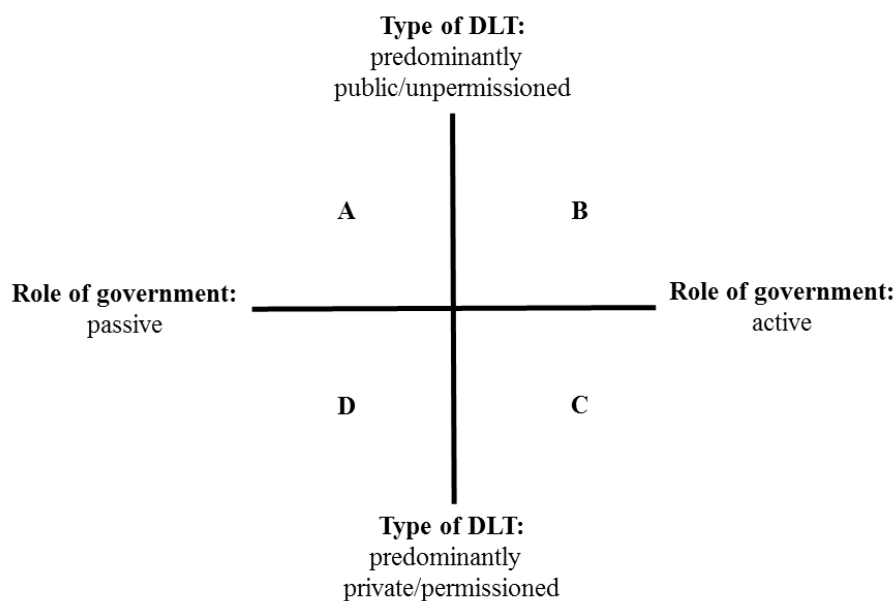 Type of DLT:
predominantly
public/unpermissioned
A
B
Role of government:
passive
Role of government:
active
D
C
Type of DLT:
predominantly
private/permissioned